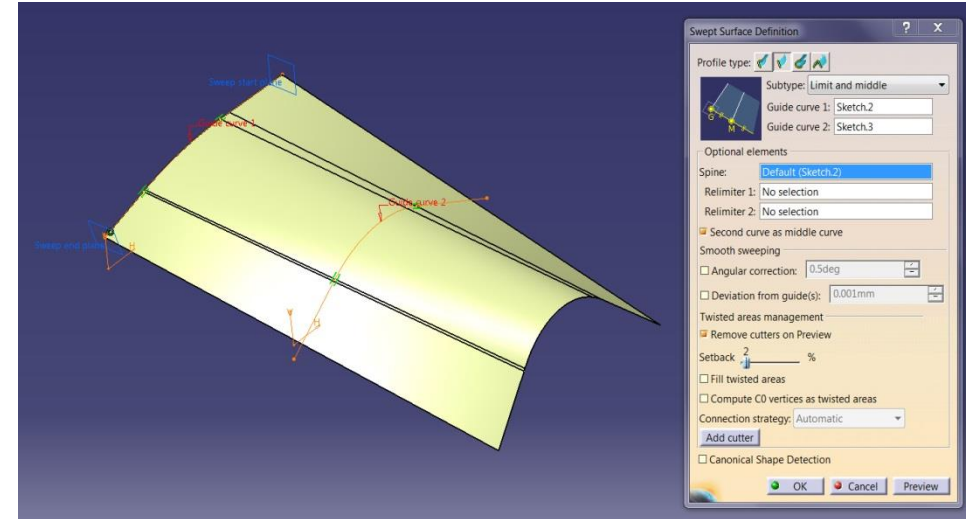 Swept Surface Definition
? X
Profile type:
Subtype: Limit and middle
Guide curve 1: Sketch.2
Guide curve 2: Sketch.3
G
M
Optional elements
Spine: Default (Sketch.2)
Relimiter 1: No selection
Relimiter 2: No selection
Second curve as middle curve
Smooth sweeping
Angular correction: 0.5deg
Deviation from guide(s): 0.001mm
Twisted areas management
Remove cutters on Preview
Setback 2 %
Fill twisted areas
Compute C0 vertices as twisted areas
Connection strategy: Automatic
Add cutter
Canonical Shape Detection
OK Cancel Preview
Sweep start plane
Guide curve 1
Guide curve 2
Sweep end plane
H
V
H